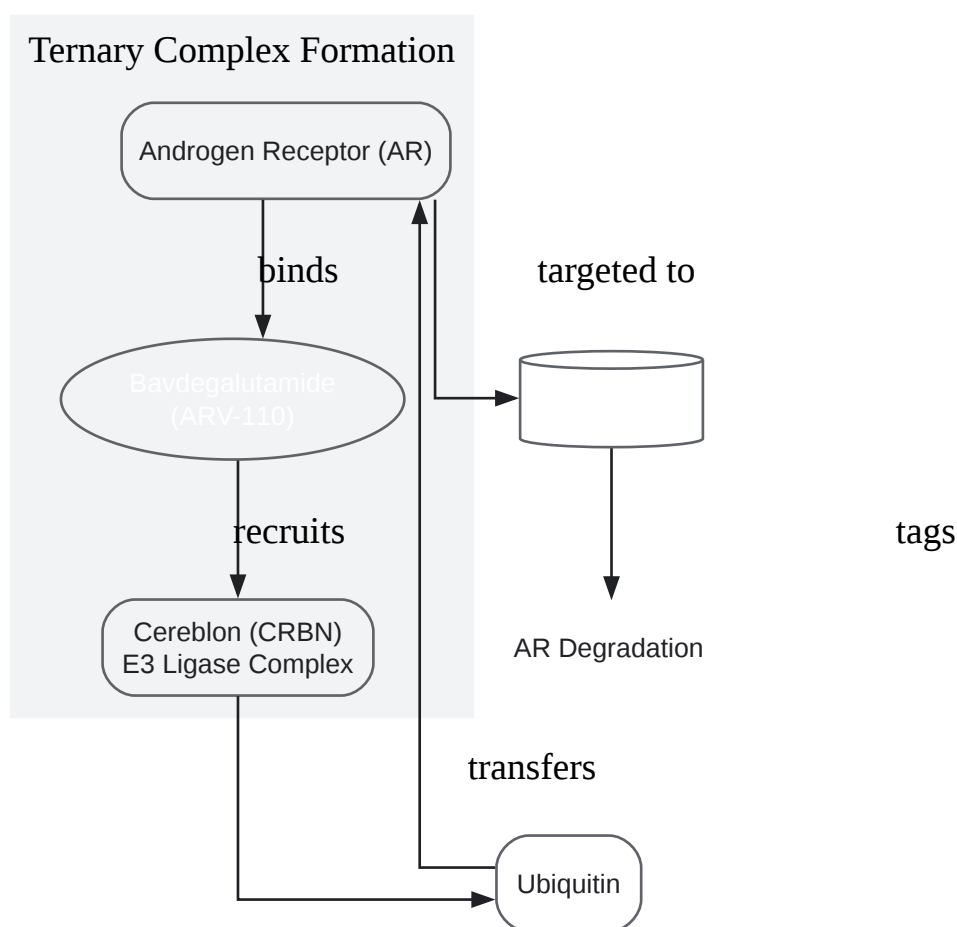 Ternary Complex Formation
Androgen Receptor (AR)
binds
targeted to
Bavdegalutamide
(ARV-110)
recruits
tags
Cereblon (CRBN)
E3 Ligase Complex
AR Degradation
transfers
Ubiquitin